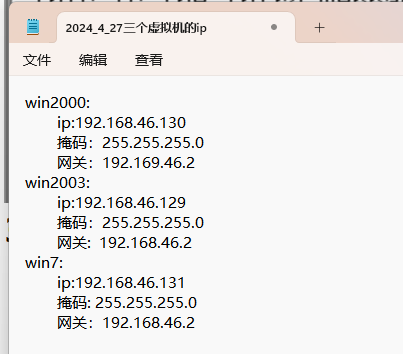 2024_4_27三个虚拟机的ip
文件 编辑 查看
win2000:
ip:192.168.46.130
掩码：255.255.255.0
网关：192.169.46.2
win2003:
ip:192.168.46.129
掩码：255.255.255.0
网关: 192.168.46.2
win7:
ip:192.168.46.131
掩码: 255.255.255.0
网关：192.168.46.2